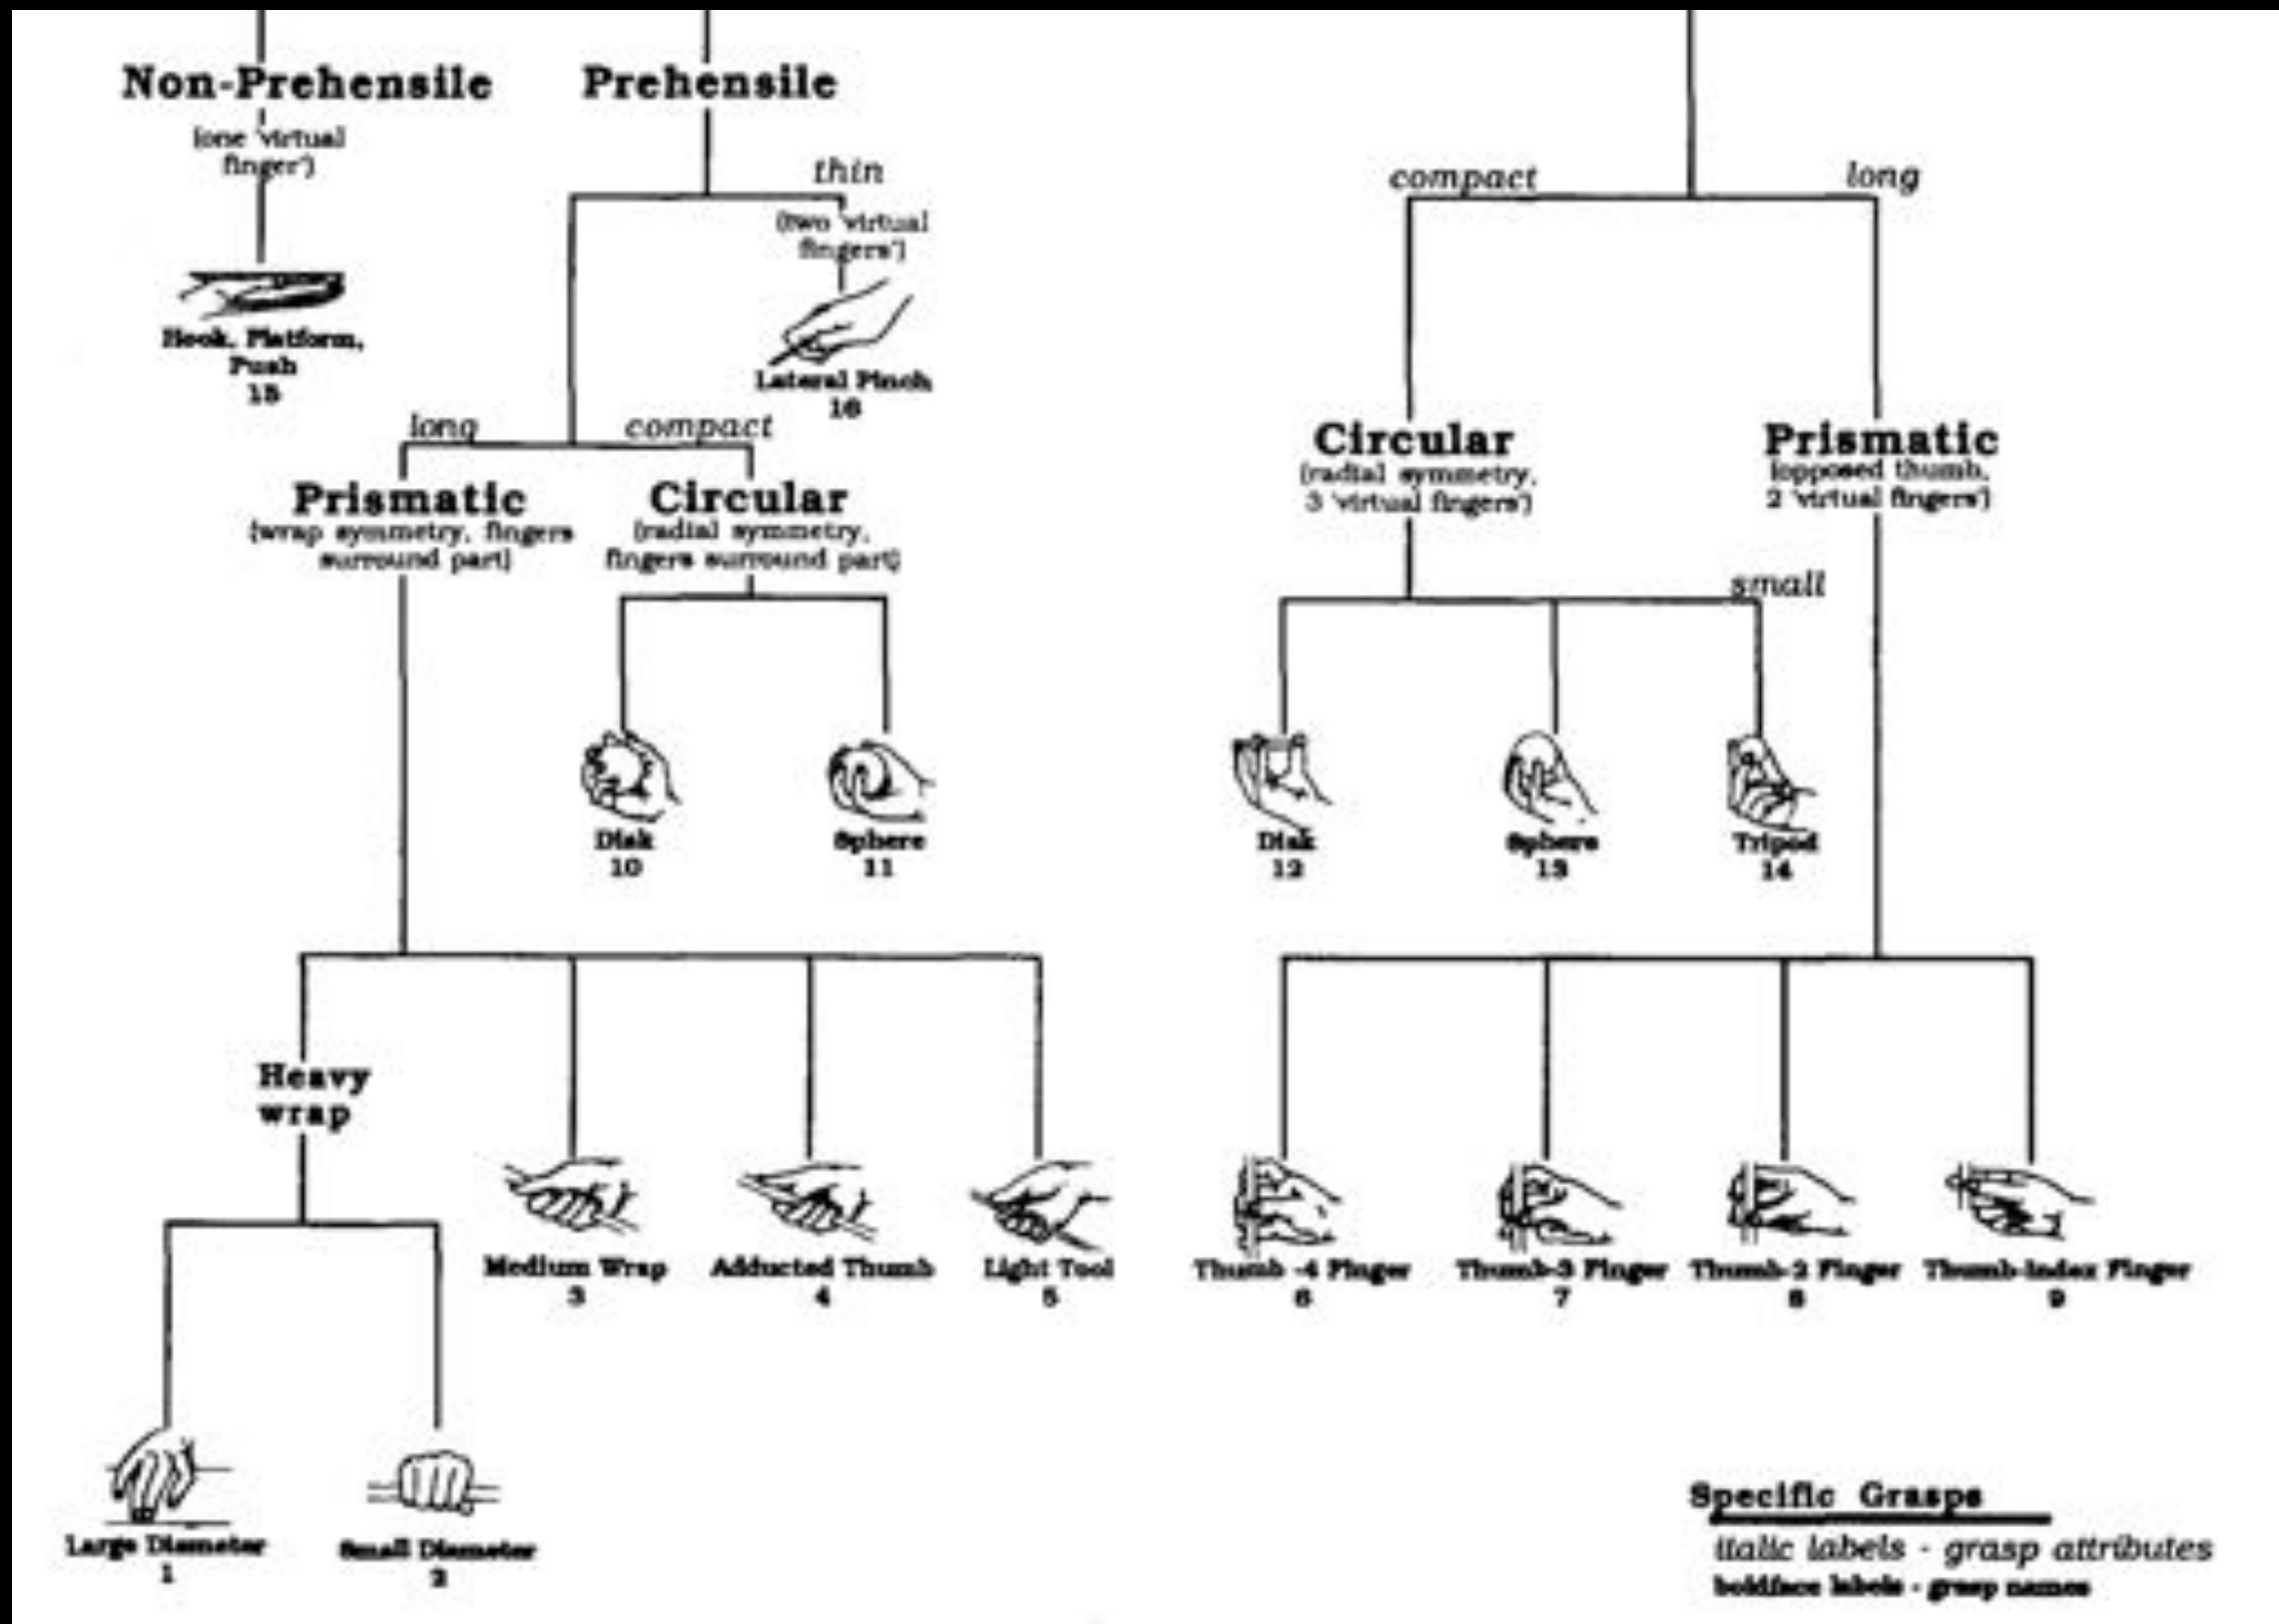 Non-Prehensile
(one 'virtual
finger')
Hook, Platform,
Push
15
Prehensile
thin
(two 'virtual
fingers')
Lateral Pinch
16
long
compact
Prismatic
(wrap symmetry, fingers
surround part)
Circular
(radial symmetry,
fingers surround part)
Disk
10
Sphere
11
Heavy
wrap
Medium Wrap
3
Adducted Thumb
4
Light Tool
5
Large Diameter
1
Small Diameter
2
compact
long
Circular
(radial symmetry,
3 'virtual fingers')
Prismatic
(opposed thumb,
2 'virtual fingers')
small
Disk
12
Sphere
13
Tripod
14
Thumb -4 Finger
6
Thumb-3 Finger
7
Thumb-2 Finger
8
Thumb-Index Finger
9
Specific Grasps
italic labels - grasp attributes
boldface labels - grasp names